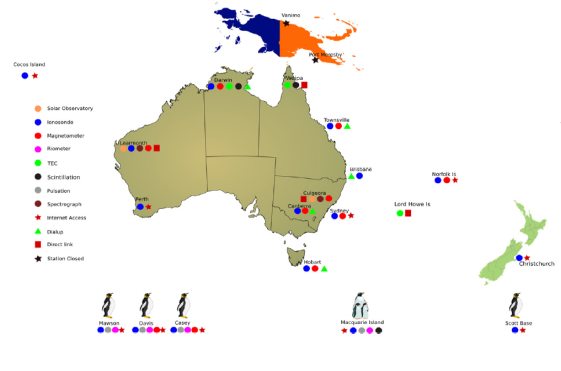 Vanimo
Port Moresby
Cocos Island
Darwin
Weipa
Solar Observatory
Ionosonde
Magnetometer
Riometer
TEC
Scintillation
Pulsation
Spectrograph
Internet Access
Dialup
Direct link
Station Closed
Townsville
Learmonth
Brisbane
Norfolk Is
Perth
Culgoora
Canberra
Sydney
Lord Howe Is
Hobart
Christchurch
Mawson
Davis
Casey
Macquarie Island
Scott Base